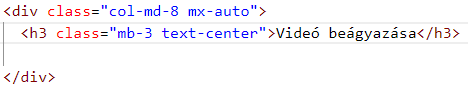 <div class="col-md-8 mx-auto">
<h3 class="mb-3 text-center">Videó beágyazása</h3>
</div>